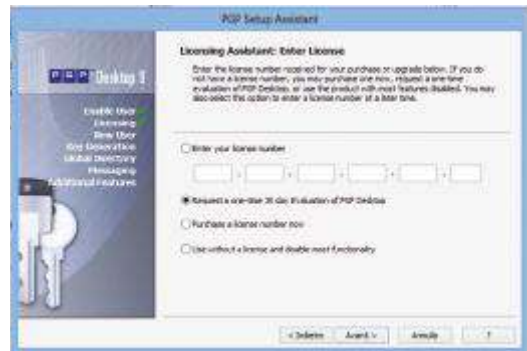 PGP Setup Assistant
PGP Desktop 9
Enable User
Licensing
New User
Key Generation
Global Directory
Messaging
Additional Features
Licensing Assistant: Enter License
Enter the license number received for your purchase or upgrade below. If you do
not have a license number, you may purchase one now, request a one-time
evaluation of PGP Desktop, or use the product with most features disabled. You may
also select this option to enter a license number at a later time.
Enter your license number
- - - - -
Request a one-time 30 day Evaluation of PGP Desktop
Purchase a license number now
Use without a license and disable most functionality
< Indietro
Avanti >
Annulla
?